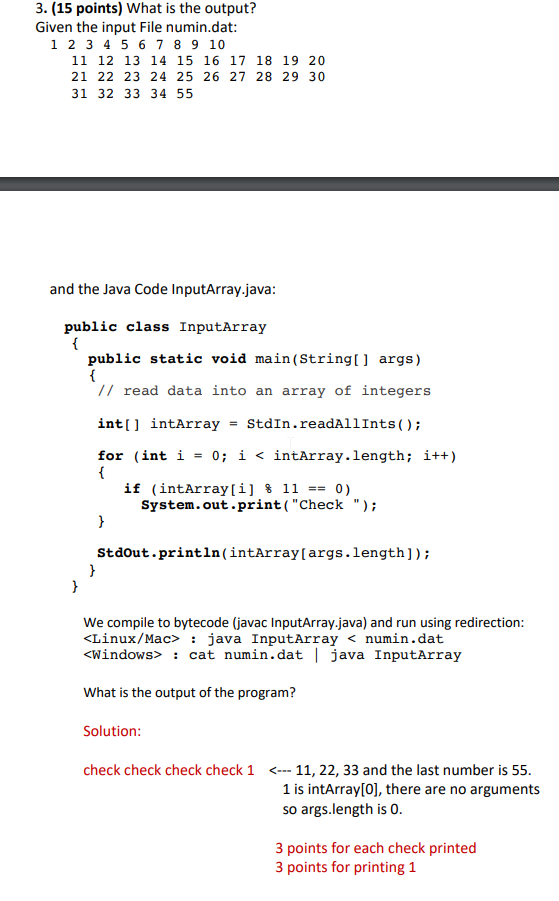 3. (15 points) What is the output?
Given the input File numin.dat:
1 2 3 4 5 6 7 8 9 10
11 12 13 14 15 16 17 18 19 20
21 22 23 24 25 26 27 28 29 30
31 32 33 34 55
and the Java Code InputArray.java:
public class InputArray
{
public static void main(String[] args)
{
// read data into an array of integers
int[] intArray = StdIn.readAllInts();
for (int i = 0; i < intArray.length; i++)
{
if (intArray[i] % 11 == 0)
System.out.print("Check ");
}
StdOut.println(intArray[args.length]);
}
}
We compile to bytecode (javac InputArray.java) and run using redirection:
<Linux/Mac> : java InputArray < numin.dat
<Windows> : cat numin.dat | java InputArray
What is the output of the program?
Solution:
check check check check 1 <--- 11, 22, 33 and the last number is 55.
1 is intArray[0], there are no arguments
so args.length is 0.
3 points for each check printed
3 points for printing 1